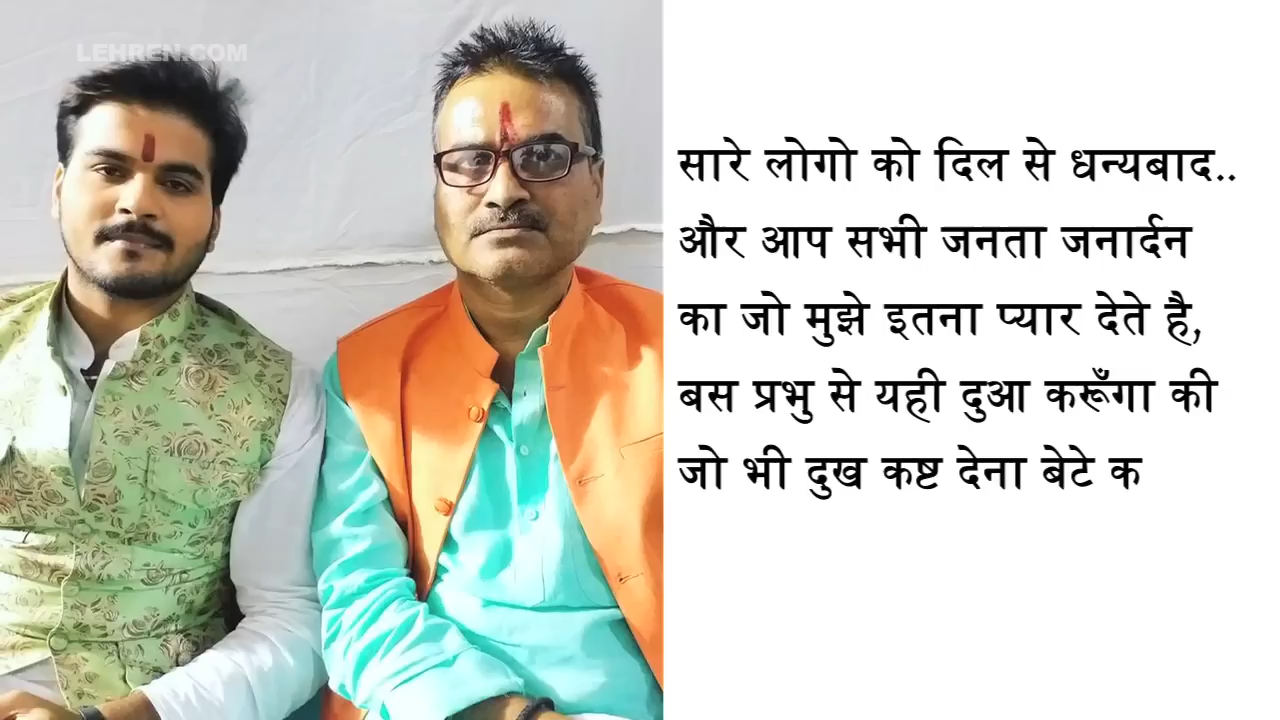 LEHREN.COM
सारे लोगो को दिल से धन्यबाद..
और आप सभी जनता जनार्दन
का जो मुझे इतना प्यार देते है,
बस प्रभु से यही दुआ करूँगा की
जो भी दुख कष्ट देना बेटे क